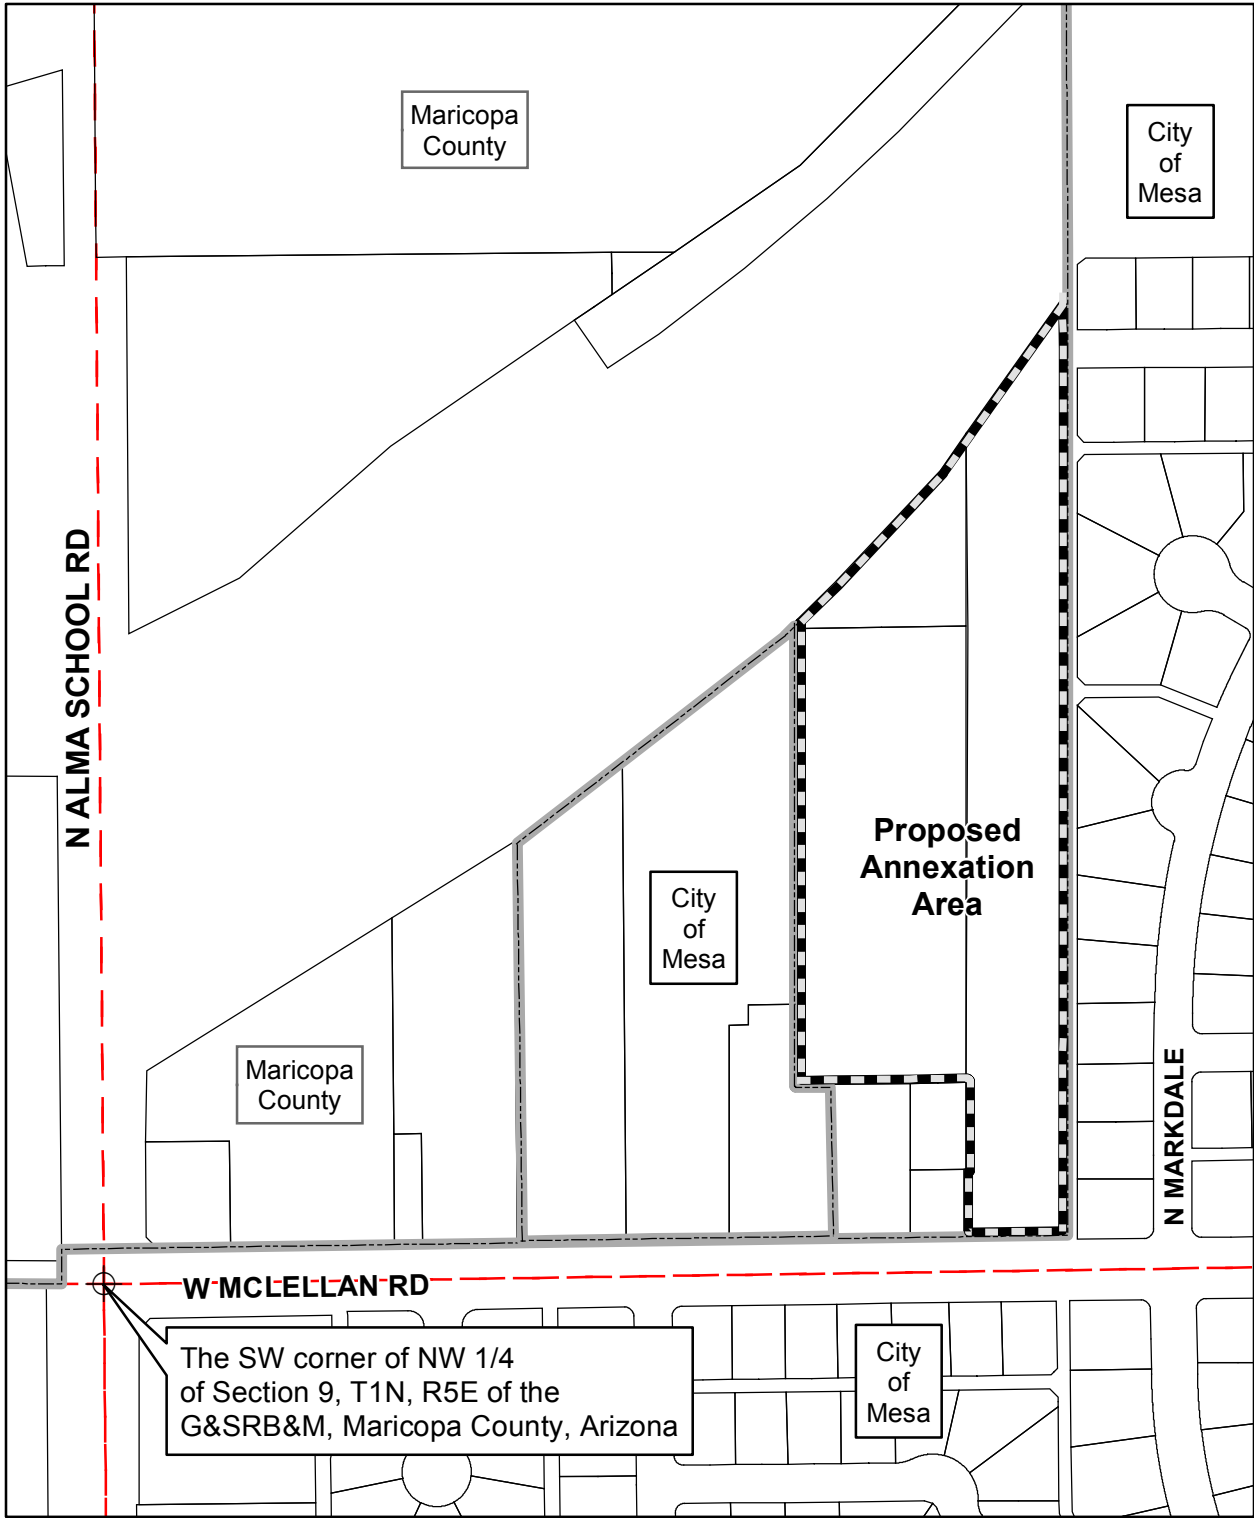 Maricopa
County
City
of
Mesa
N ALMA SCHOOL RD
Proposed
Annexation
Area
City
of
Mesa
Maricopa
County
N MARKDALE
W MCLELLAN RD
The SW corner of NW 1/4
of Section 9, T1N, R5E of the
G&SRB&M, Maricopa County, Arizona
City
of
Mesa